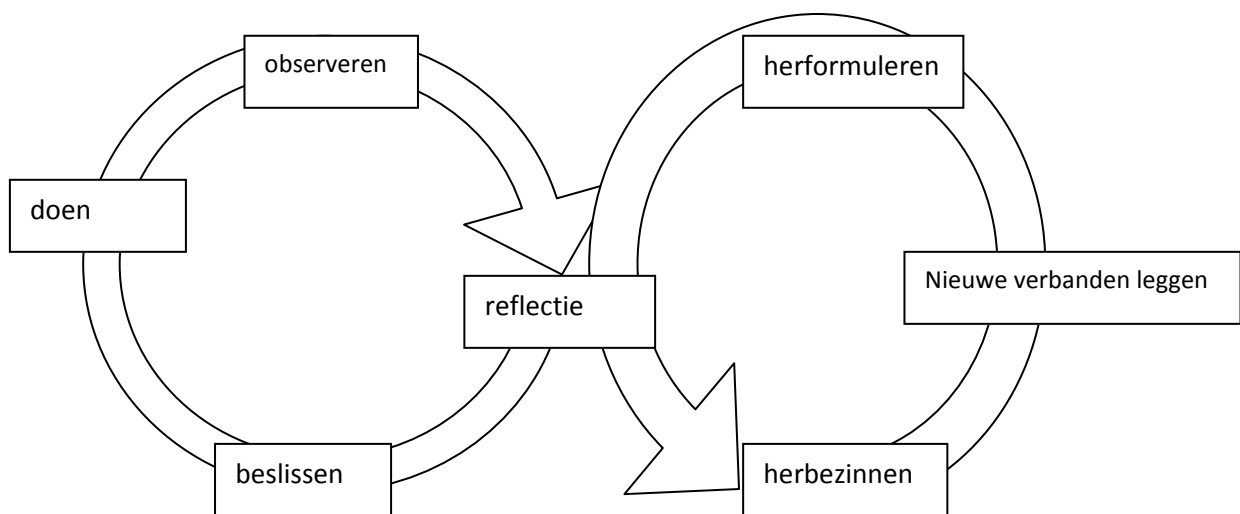 observeren
herformuleren
doen
Nieuwe verbanden leggen
reflectie
beslissen
herbezinnen